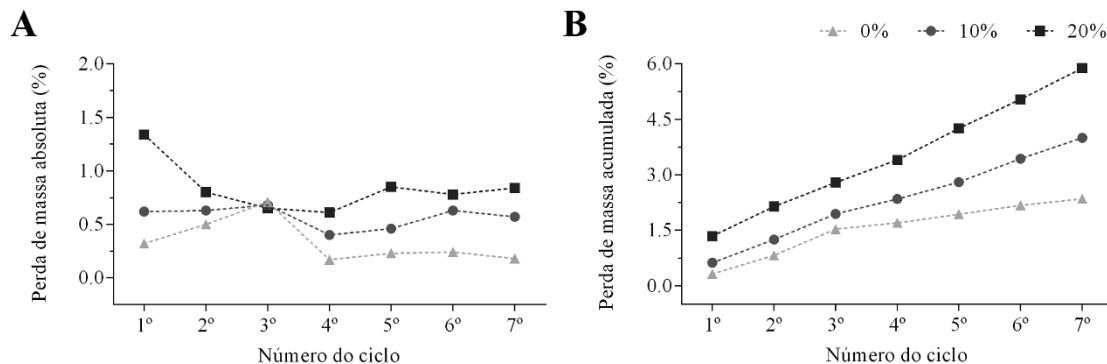 A
Perda de massa absoluta (%)
2.0
1.5
1.0
0.5
0.0
1º 2º 3º 4º 5º 6º 7º
Número do ciclo
B
0% 10% 20%
Perda de massa acumulada (%)
6.0
4.5
3.0
1.5
0.0
1º 2º 3º 4º 5º 6º 7º
Número do ciclo